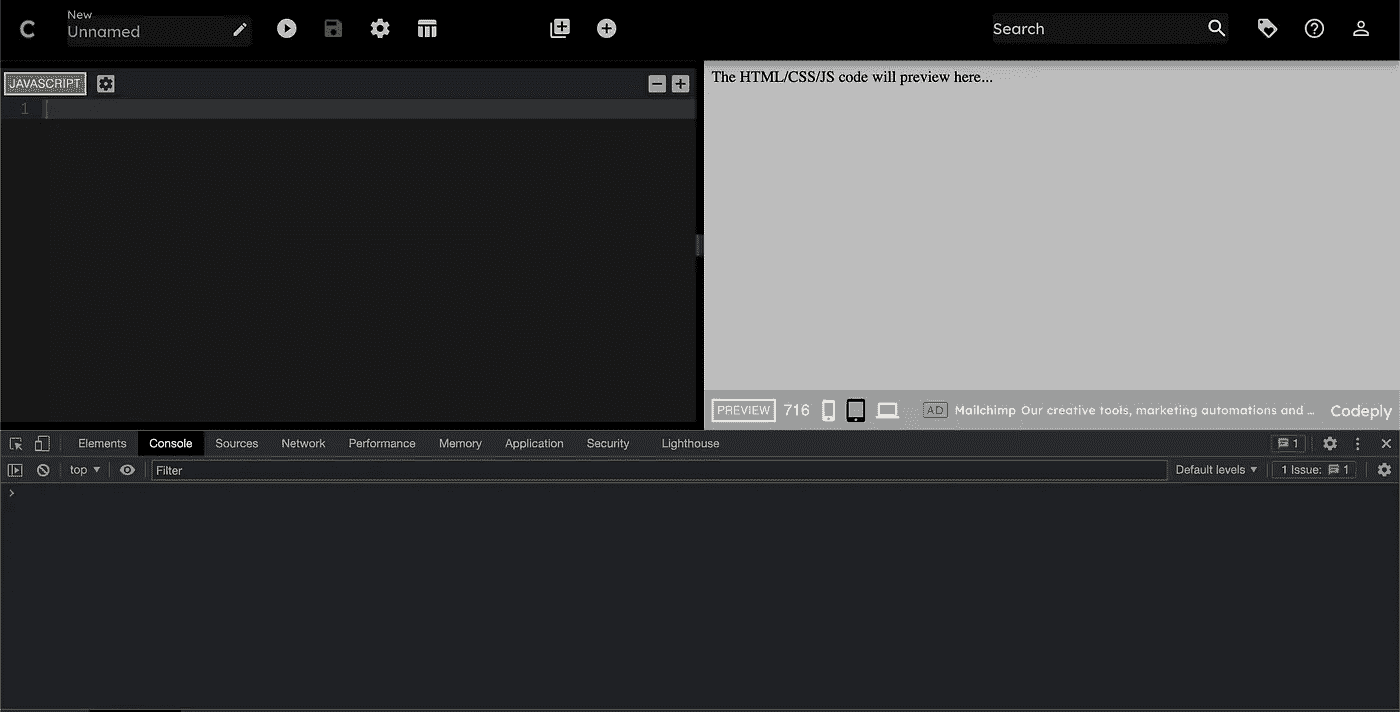 C
New
Unnamed
Search
JAVASCRIPT
1
The HTML/CSS/JS code will preview here...
PREVIEW 716 AD Mailchimp Our creative tools, marketing automations and ... Codeply
Elements Console Sources Network Performance Memory Application Security Lighthouse 1
top Filter Default levels 1 Issue: 1